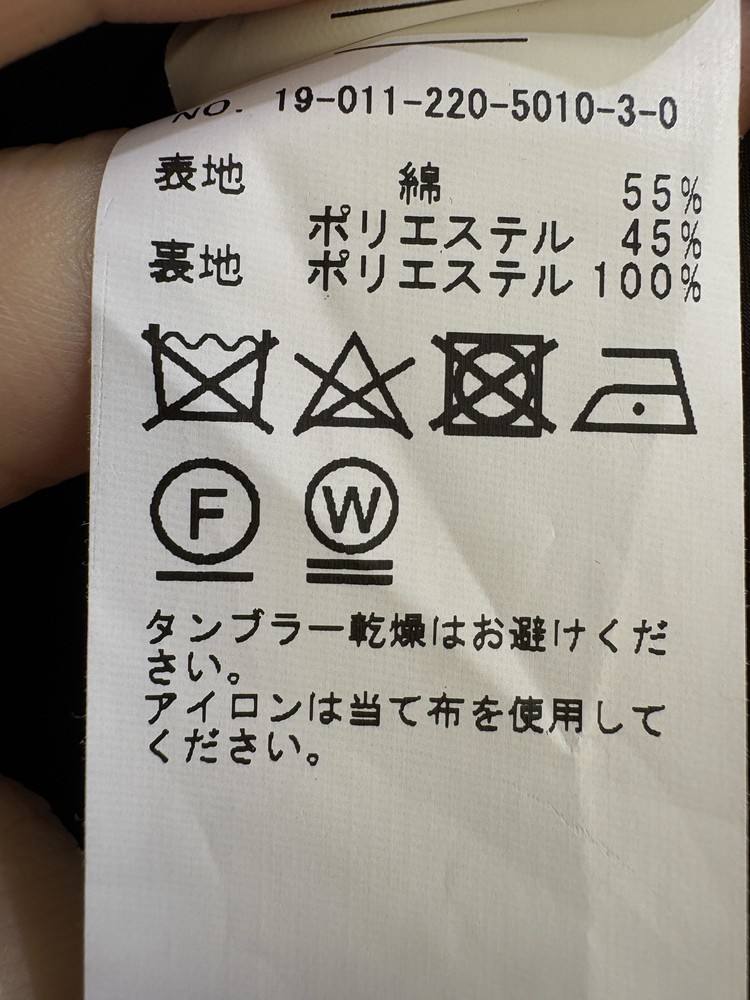 NO. 19-011-220-5010-3-0
表地 綿 55%
ポリエステル 45%
裏地 ポリエステル 100%
F W
タンブラー乾燥はお避けくだ
さい。
アイロンは当て布を使用して
ください。